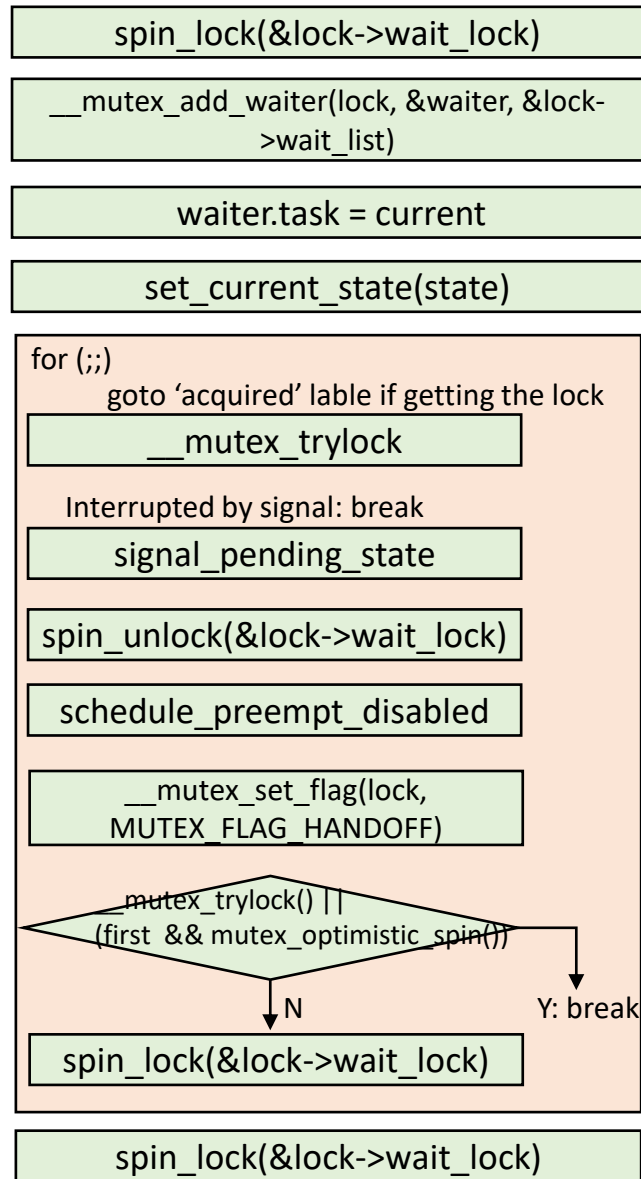 spin_lock(&lock->wait_lock)
__mutex_add_waiter(lock, &waiter, &lock-
>wait_list)
waiter.task = current
set_current_state(state)
for (;;)
goto ‘acquired’ lable if getting the lock
__mutex_trylock
Interrupted by signal: break
signal_pending_state
spin_unlock(&lock->wait_lock)
schedule_preempt_disabled
__mutex_set_flag(lock,
MUTEX_FLAG_HANDOFF)
__mutex_trylock() ||
(first && mutex_optimistic_spin())
N
Y: break
spin_lock(&lock->wait_lock)
spin_lock(&lock->wait_lock)